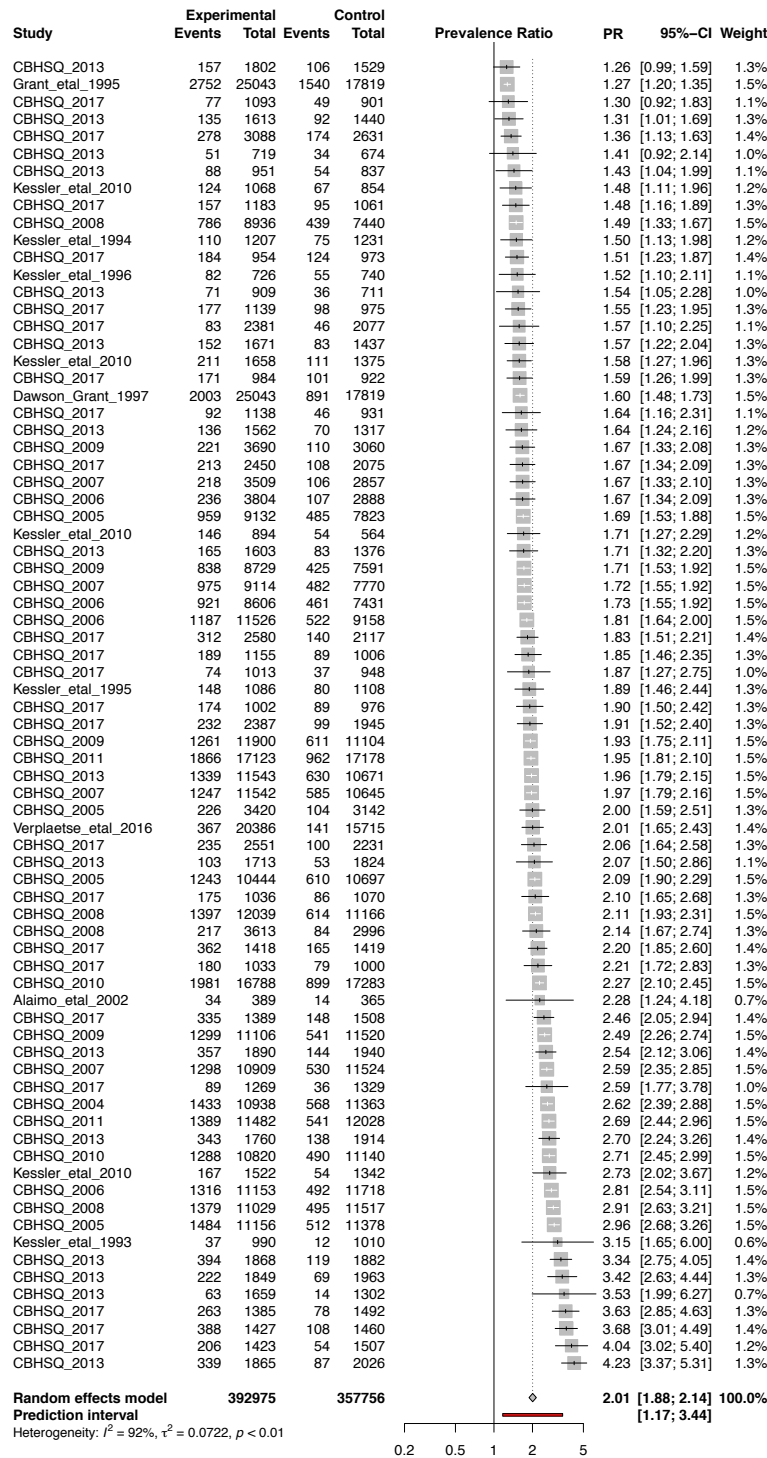 Experimental Control
Study Events Total Events Total Prevalence Ratio PR 95%−CI Weight
CBHSQ_2013 157 1802 106 1529 1.26 [0.99; 1.59] 1.3%
Grant_etal_1995 2752 25043 1540 17819 1.27 [1.20; 1.35] 1.5%
CBHSQ_2017 77 1093 49 901 1.30 [0.92; 1.83] 1.1%
CBHSQ_2013 135 1613 92 1440 1.31 [1.01; 1.69] 1.3%
CBHSQ_2017 278 3088 174 2631 1.36 [1.13; 1.63] 1.4%
CBHSQ_2013 51 719 34 674 1.41 [0.92; 2.14] 1.0%
CBHSQ_2013 88 951 54 837 1.43 [1.04; 1.99] 1.1%
Kessler_etal_2010 124 1068 67 854 1.48 [1.11; 1.96] 1.2%
CBHSQ_2017 157 1183 95 1061 1.48 [1.16; 1.89] 1.3%
CBHSQ_2008 786 8936 439 7440 1.49 [1.33; 1.67] 1.5%
Kessler_etal_1994 110 1207 75 1231 1.50 [1.13; 1.98] 1.2%
CBHSQ_2017 184 954 124 973 1.51 [1.23; 1.87] 1.4%
Kessler_etal_1996 82 726 55 740 1.52 [1.10; 2.11] 1.2%
CBHSQ_2013 71 909 36 711 1.54 [1.05; 2.28] 1.0%
CBHSQ_2017 177 1139 98 975 1.55 [1.23; 1.95] 1.3%
CBHSQ_2017 83 2381 46 2077 1.57 [1.10; 2.25] 1.1%
CBHSQ_2013 152 1671 83 1437 1.57 [1.22; 2.04] 1.3%
Kessler_etal_2010 211 1658 111 1375 1.58 [1.27; 1.96] 1.3%
CBHSQ_2017 171 984 101 922 1.59 [1.26; 1.99] 1.3%
Dawson_Grant_1997 2003 25043 891 17819 1.60 [1.48; 1.73] 1.5%
CBHSQ_2017 92 1138 46 931 1.64 [1.16; 2.31] 1.1%
CBHSQ_2013 136 1562 70 1317 1.64 [1.24; 2.16] 1.2%
CBHSQ_2009 221 3690 110 3060 1.67 [1.33; 2.08] 1.3%
CBHSQ_2017 213 2450 108 2075 1.67 [1.34; 2.09] 1.3%
CBHSQ_2007 218 3509 106 2857 1.67 [1.33; 2.10] 1.3%
CBHSQ_2006 236 3804 107 2888 1.67 [1.34; 2.09] 1.3%
CBHSQ_2005 959 9132 485 7823 1.69 [1.53; 1.88] 1.5%
Kessler_etal_2010 146 894 54 564 1.71 [1.27; 2.29] 1.2%
CBHSQ_2013 165 1603 83 1376 1.71 [1.32; 2.20] 1.3%
CBHSQ_2009 838 8729 425 7591 1.71 [1.53; 1.92] 1.5%
CBHSQ_2007 975 9114 482 7770 1.72 [1.55; 1.92] 1.5%
CBHSQ_2006 921 8606 461 7431 1.73 [1.55; 1.92] 1.5%
CBHSQ_2006 1187 11526 522 9158 1.81 [1.64; 2.00] 1.5%
CBHSQ_2017 312 2580 140 2117 1.83 [1.51; 2.21] 1.4%
CBHSQ_2017 189 1155 89 1006 1.85 [1.46; 2.35] 1.3%
CBHSQ_2017 74 1013 37 948 1.87 [1.27; 2.75] 1.0%
Kessler_etal_1995 148 1086 80 1108 1.89 [1.46; 2.44] 1.3%
CBHSQ_2017 174 1002 89 976 1.90 [1.50; 2.42] 1.3%
CBHSQ_2017 232 2387 99 1945 1.91 [1.52; 2.40] 1.3%
CBHSQ_2009 1261 11900 611 11104 1.93 [1.75; 2.11] 1.5%
CBHSQ_2011 1866 17123 962 17178 1.95 [1.81; 2.10] 1.5%
CBHSQ_2013 1339 11543 630 10671 1.96 [1.79; 2.15] 1.5%
CBHSQ_2007 1247 11542 585 10645 1.97 [1.79; 2.16] 1.5%
CBHSQ_2005 226 3420 104 3142 2.00 [1.59; 2.51] 1.3%
Verplaetse_etal_2016 367 20386 141 15715 2.01 [1.65; 2.43] 1.4%
CBHSQ_2017 235 2551 100 2231 2.06 [1.64; 2.58] 1.3%
CBHSQ_2013 103 1713 53 1824 2.07 [1.50; 2.86] 1.1%
CBHSQ_2005 1243 10444 610 10697 2.09 [1.90; 2.29] 1.5%
CBHSQ_2017 175 1036 86 1070 2.10 [1.65; 2.68] 1.3%
CBHSQ_2008 1397 12039 614 11166 2.11 [1.93; 2.31] 1.5%
CBHSQ_2008 217 3613 84 2996 2.14 [1.67; 2.74] 1.3%
CBHSQ_2017 362 1418 165 1419 2.20 [1.85; 2.60] 1.4%
CBHSQ_2017 180 1033 79 1000 2.21 [1.72; 2.83] 1.3%
CBHSQ_2010 1981 16788 899 17283 2.27 [2.10; 2.45] 1.5%
Alaimo_etal_2002 34 389 14 365 2.28 [1.24; 4.18] 0.7%
CBHSQ_2017 335 1389 148 1508 2.46 [2.05; 2.94] 1.4%
CBHSQ_2009 1299 11106 541 11520 2.49 [2.26; 2.74] 1.5%
CBHSQ_2013 357 1890 144 1940 2.54 [2.12; 3.06] 1.4%
CBHSQ_2007 1298 10909 530 11524 2.59 [2.35; 2.85] 1.5%
CBHSQ_2017 89 1269 36 1329 2.59 [1.77; 3.78] 1.0%
CBHSQ_2004 1433 10938 568 11363 2.62 [2.39; 2.88] 1.5%
CBHSQ_2011 1389 11482 541 12028 2.69 [2.44; 2.96] 1.5%
CBHSQ_2013 343 1760 138 1914 2.70 [2.24; 3.26] 1.4%
CBHSQ_2010 1288 10820 490 11140 2.71 [2.45; 2.99] 1.5%
Kessler_etal_2010 167 1522 54 1342 2.73 [2.02; 3.67] 1.2%
CBHSQ_2006 1316 11153 492 11718 2.81 [2.54; 3.11] 1.5%
CBHSQ_2008 1379 11029 495 11517 2.91 [2.63; 3.21] 1.5%
CBHSQ_2005 1484 11156 512 11378 2.96 [2.68; 3.26] 1.5%
Kessler_etal_1993 37 990 12 1010 3.15 [1.65; 6.00] 0.6%
CBHSQ_2013 394 1868 119 1882 3.34 [2.75; 4.05] 1.4%
CBHSQ_2013 222 1849 69 1963 3.42 [2.63; 4.44] 1.3%
CBHSQ_2013 63 1659 14 1302 3.53 [1.99; 6.27] 0.7%
CBHSQ_2017 263 1385 78 1492 3.63 [2.85; 4.63] 1.3%
CBHSQ_2017 388 1427 108 1460 3.68 [3.01; 4.49] 1.4%
CBHSQ_2017 206 1423 54 1507 4.04 [3.02; 5.40] 1.2%
CBHSQ_2013 339 1865 87 2026 4.23 [3.37; 5.31] 1.3%
Random effects model 392975 357756 2.01 [1.88; 2.14] 100.0%
Prediction interval [1.17; 3.44]
Heterogeneity: I² = 92%, τ² = 0.0722, p < 0.01
0.2 0.5 1 2 5